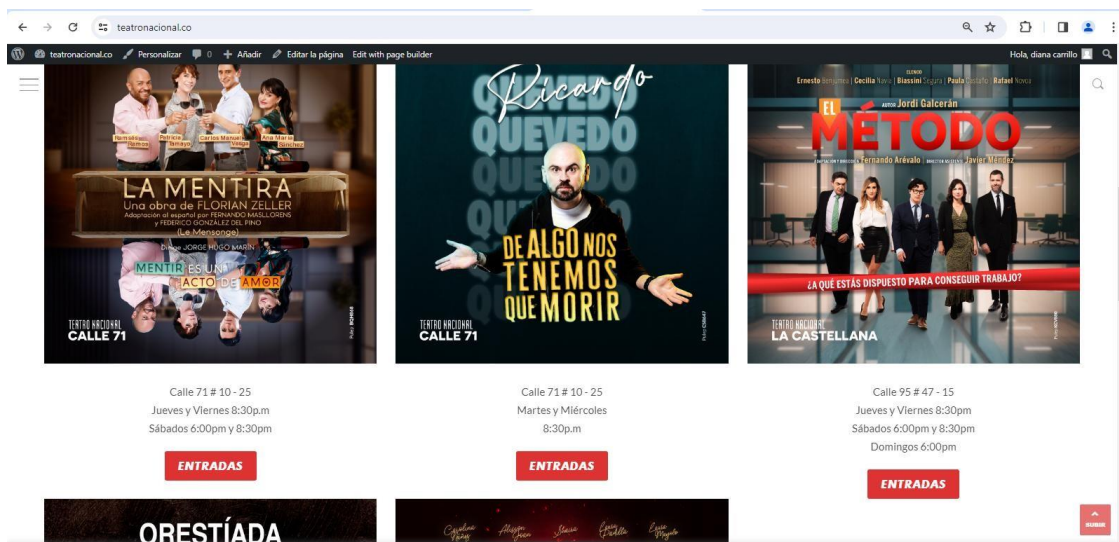 teatronacional.co
teatronacional.co Personalizar 0 + Añadir Editar la página Edit with page builder Hola, diana carrillo
Ramsés Ramos
Patricia Tamayo
Carlos Manuel Vesga
Ana María Sánchez
LA MENTIRA
Una obra de FLORIAN ZELLER
Adaptación al español por FERNANDO MASLLORENS
y FEDERICO GONZÁLEZ DEL PINO
(Le Mensonge)
Dirige JORGE HUGO MARÍN
MENTIR ES UN
ACTO DE AMOR
TEATRO NACIONAL
CALLE 71
Calle 71 # 10 - 25
Jueves y Viernes 8:30p.m
Sábados 6:00pm y 8:30pm
ENTRADAS
Ricardo
QUEVEDO
QUEVEDO
DE ALGO NOS
TENEMOS
QUE MORIR
TEATRO NACIONAL
CALLE 71
Calle 71 # 10 - 25
Martes y Miércoles
8:30p.m
ENTRADAS
ELENCO
Ernesto Benjumea | Cecilia Navia | Biassini Segura | Paula Castaño | Rafael Novoa
AUTOR Jordi Galcerán
EL
MÉTODO
ADAPTACIÓN Y DIRECCIÓN Fernando Arévalo | Javier Méndez
¿A QUÉ ESTÁS DISPUESTO PARA CONSEGUIR TRABAJO?
TEATRO NACIONAL
LA CASTELLANA
Calle 95 # 47 - 15
Jueves y Viernes 8:30pm
Sábados 6:00pm y 8:30pm
Domingos 6:00pm
ENTRADAS
ORESTÍADA
SUBIR